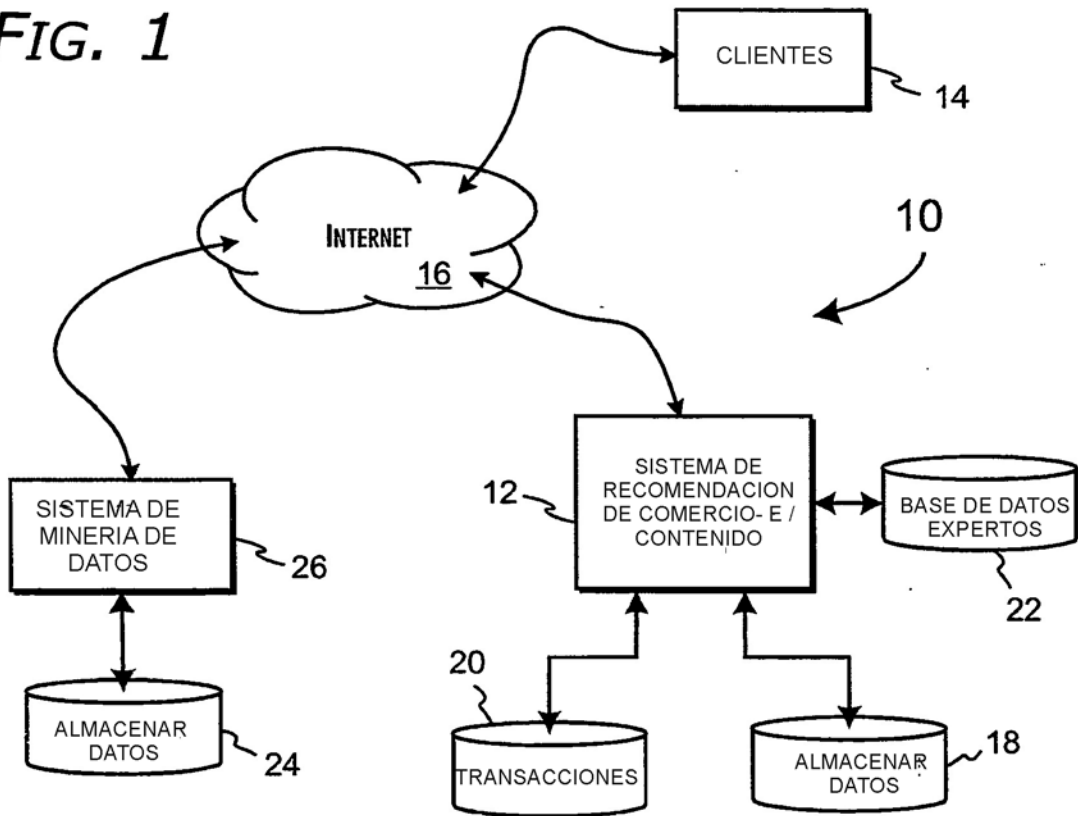 FIG. 1
CLIENTES
14
INTERNET
16
10
SISTEMA DE
RECOMENDACION
DE COMERCIO- E /
CONTENIDO
12
BASE DE DATOS
EXPERTOS
22
SISTEMA DE
MINERIA DE
DATOS
26
ALMACENAR
DATOS
24
20
TRANSACCIONES
ALMACENAR
DATOS
18